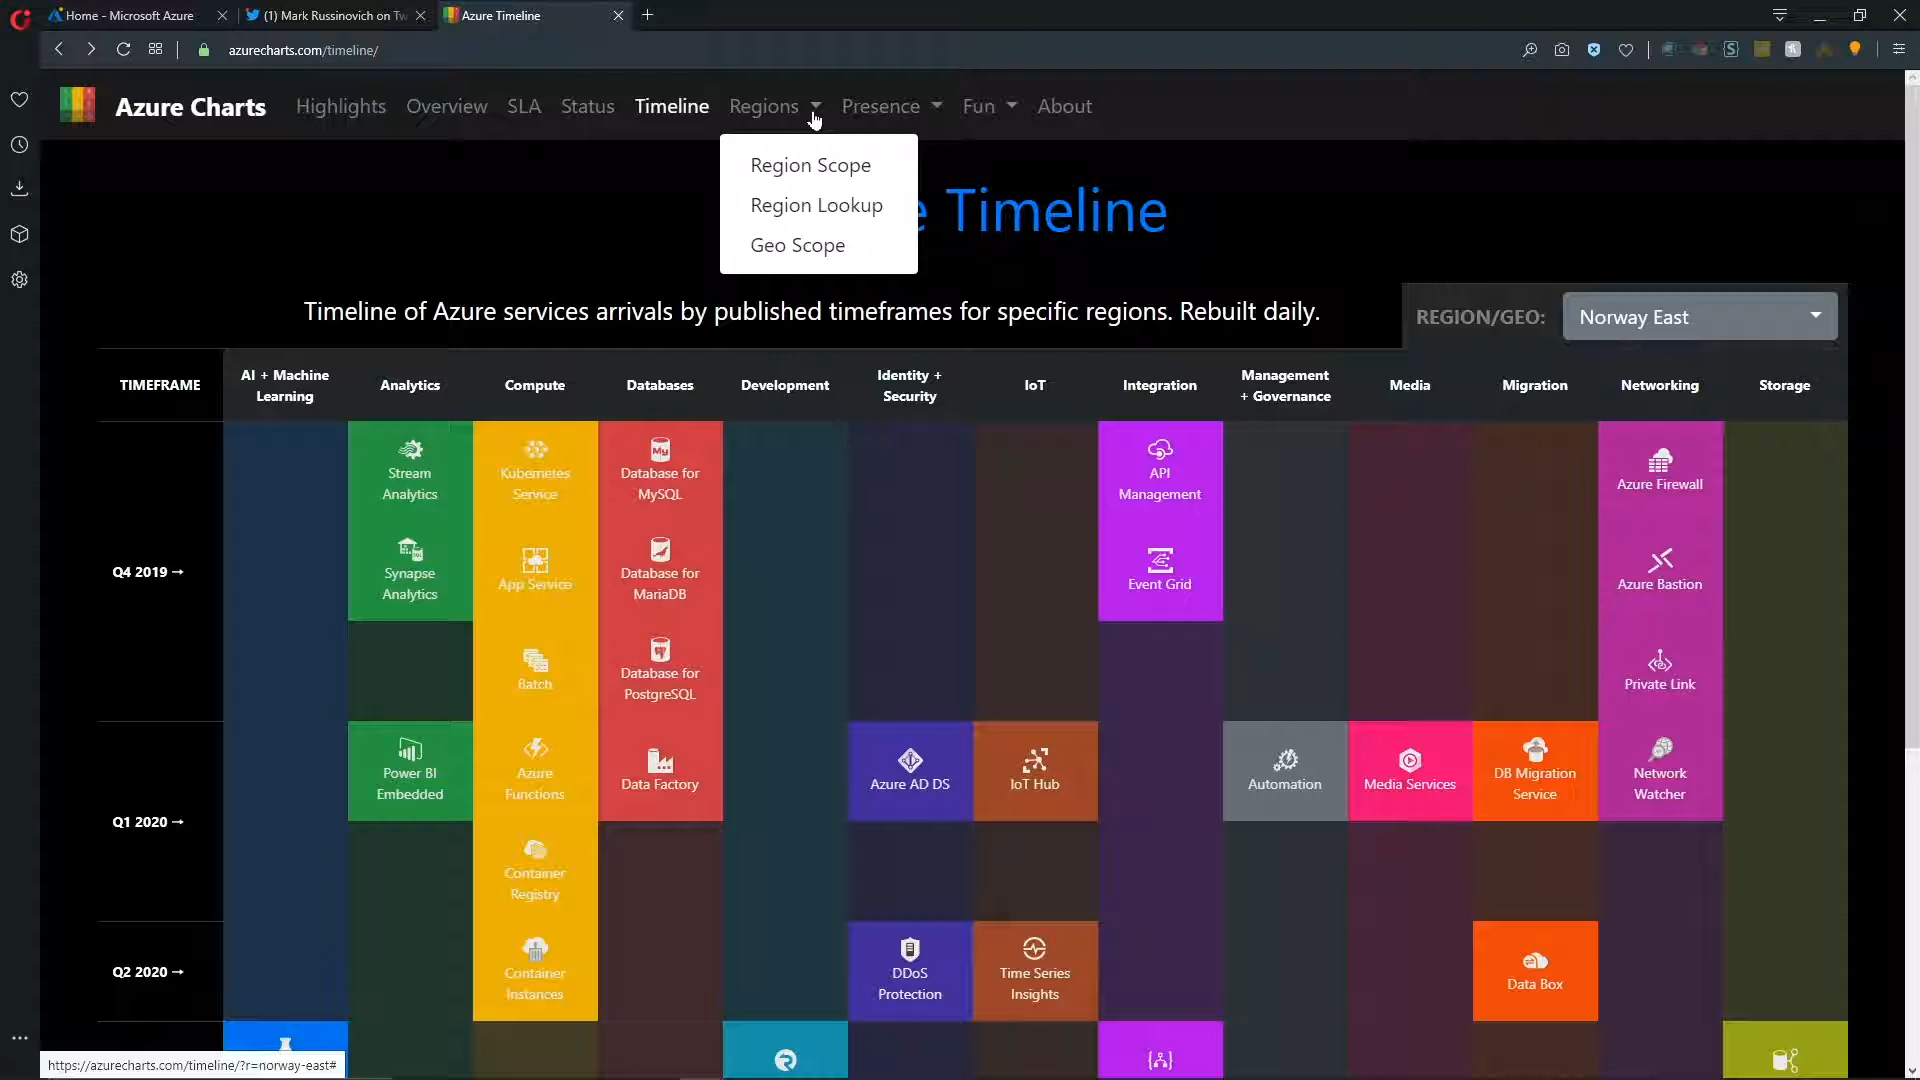 Home - Microsoft Azure
(1) Mark Russinovich on Tw
Azure Timeline
azurecharts.com/timeline/
Azure Charts
Highlights
Overview
SLA
Status
Timeline
Regions
Presence
Fun
About
Region Scope
Region Lookup
Geo Scope
e Timeline
Timeline of Azure services arrivals by published timeframes for specific regions. Rebuilt daily.
REGION/GEO:
Norway East
TIMEFRAME
AI + Machine
Learning
Analytics
Compute
Databases
Development
Identity +
Security
IoT
Integration
Management
+ Governance
Media
Migration
Networking
Storage
Q4 2019 →
Stream
Analytics
Kubernetes
Service
My
Database for
MySQL
API
Management
Azure Firewall
Synapse
Analytics
App Service
Database for
MariaDB
Event Grid
Azure Bastion
Batch
Database for
PostgreSQL
Private Link
Q1 2020 →
Power BI
Embedded
Azure
Functions
Data Factory
Azure AD DS
IoT Hub
Automation
Media Services
DB Migration
Service
Network
Watcher
Container
Registry
Q2 2020 →
Container
Instances
DDoS
Protection
Time Series
Insights
Data Box
https://azurecharts.com/timeline/?r=norway-east#